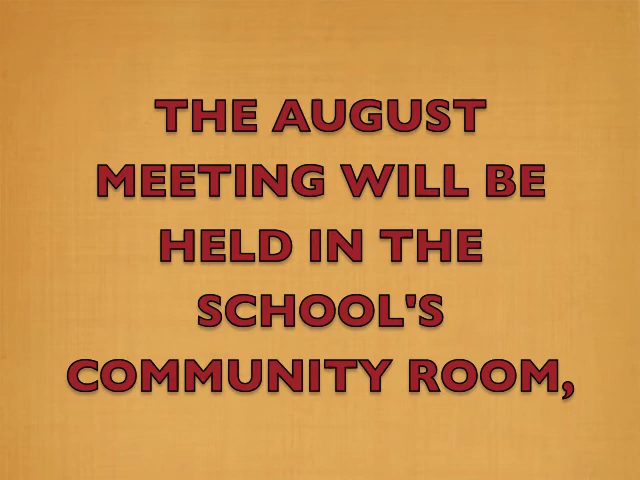 THE AUGUST
MEETING WILL BE
HELD IN THE
SCHOOL'S
COMMUNITY ROOM,